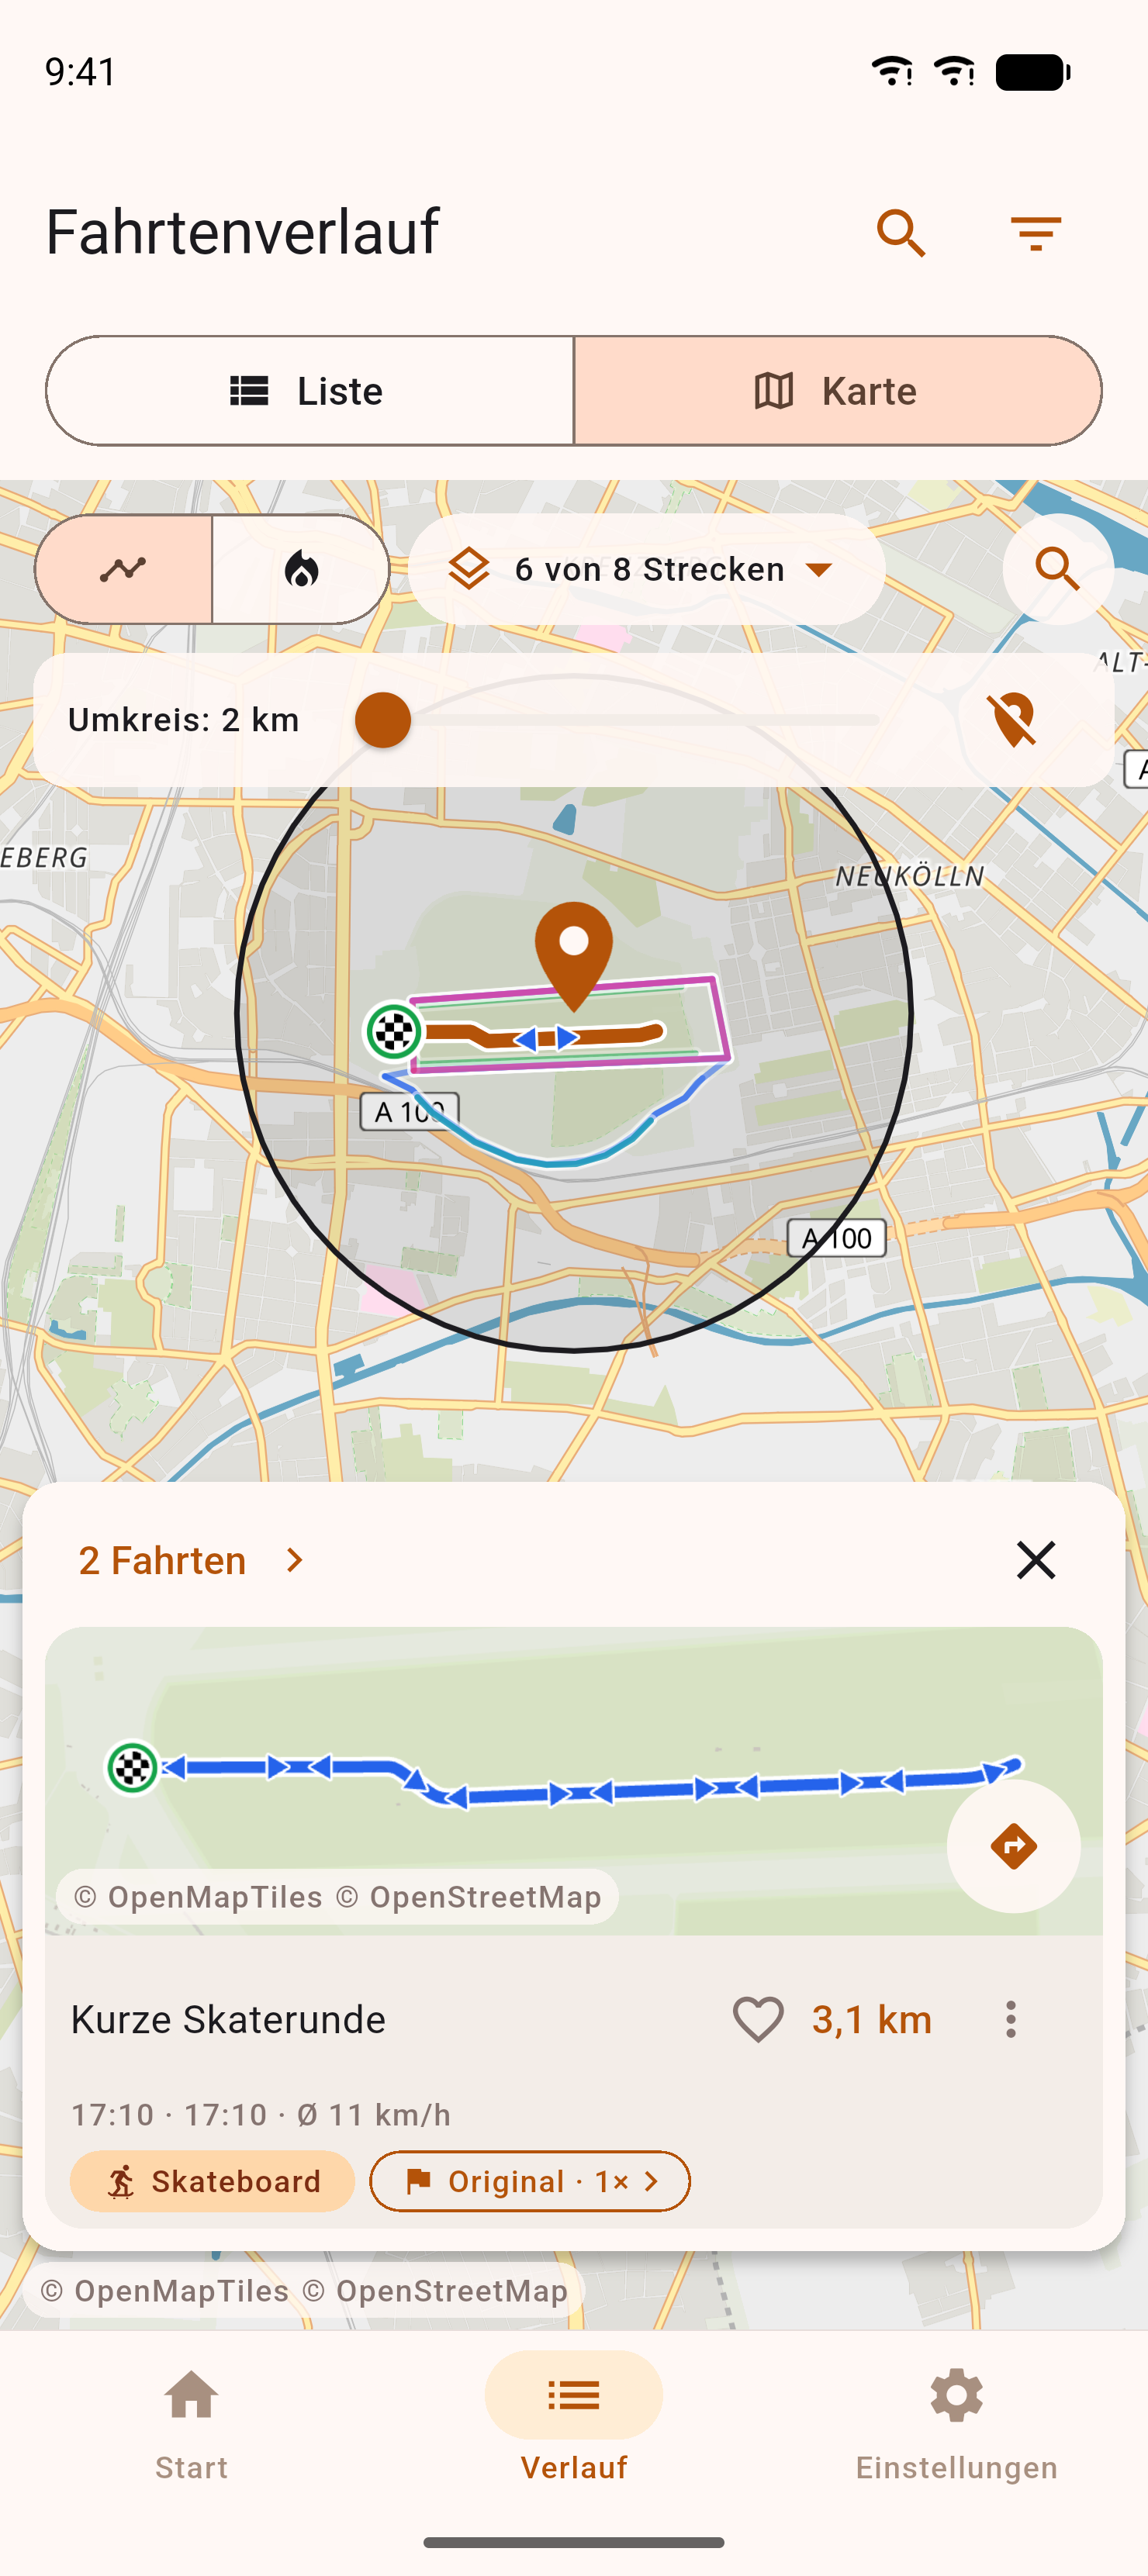 9:41
Fahrtenverlauf
Liste
Karte
6 von 8 Strecken
ALT-
Umkreis: 2 km
A
EBERG
NEUKÖLLN
A 100
A 100
2 Fahrten
© OpenMapTiles © OpenStreetMap
Kurze Skaterunde
3,1 km
17:10 · 17:10 · Ø 11 km/h
Skateboard
Original · 1×
© OpenMapTiles © OpenStreetMap
Start
Verlauf
Einstellungen